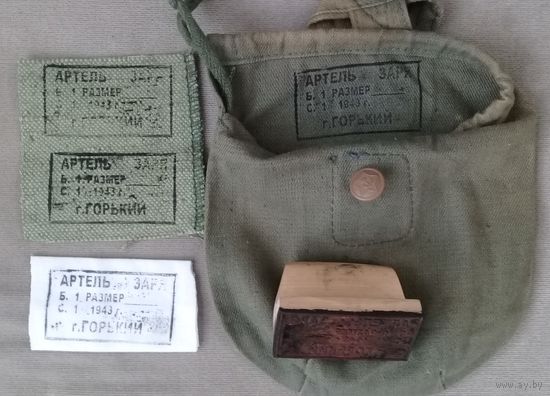 АРТЕЛЬ ЗАРЯ
Б. 1 РАЗМЕР
С. 1 1943 г.
г. ГОРЬКИЙ
АРТЕЛЬ ЗАРЯ
Б. 1 РАЗМЕР
С. 1 1943 г.
г. ГОРЬКИЙ
АРТЕЛЬ ЗАРЯ
Б. 1 РАЗМЕР
С. 1 1943 г.
г. ГОРЬКИЙ
АРТЕЛЬ ЗАРЯ
Б. 1 РАЗМЕР
С. 1 1943 г.
г. ГОРЬКИЙ
www.ay.by